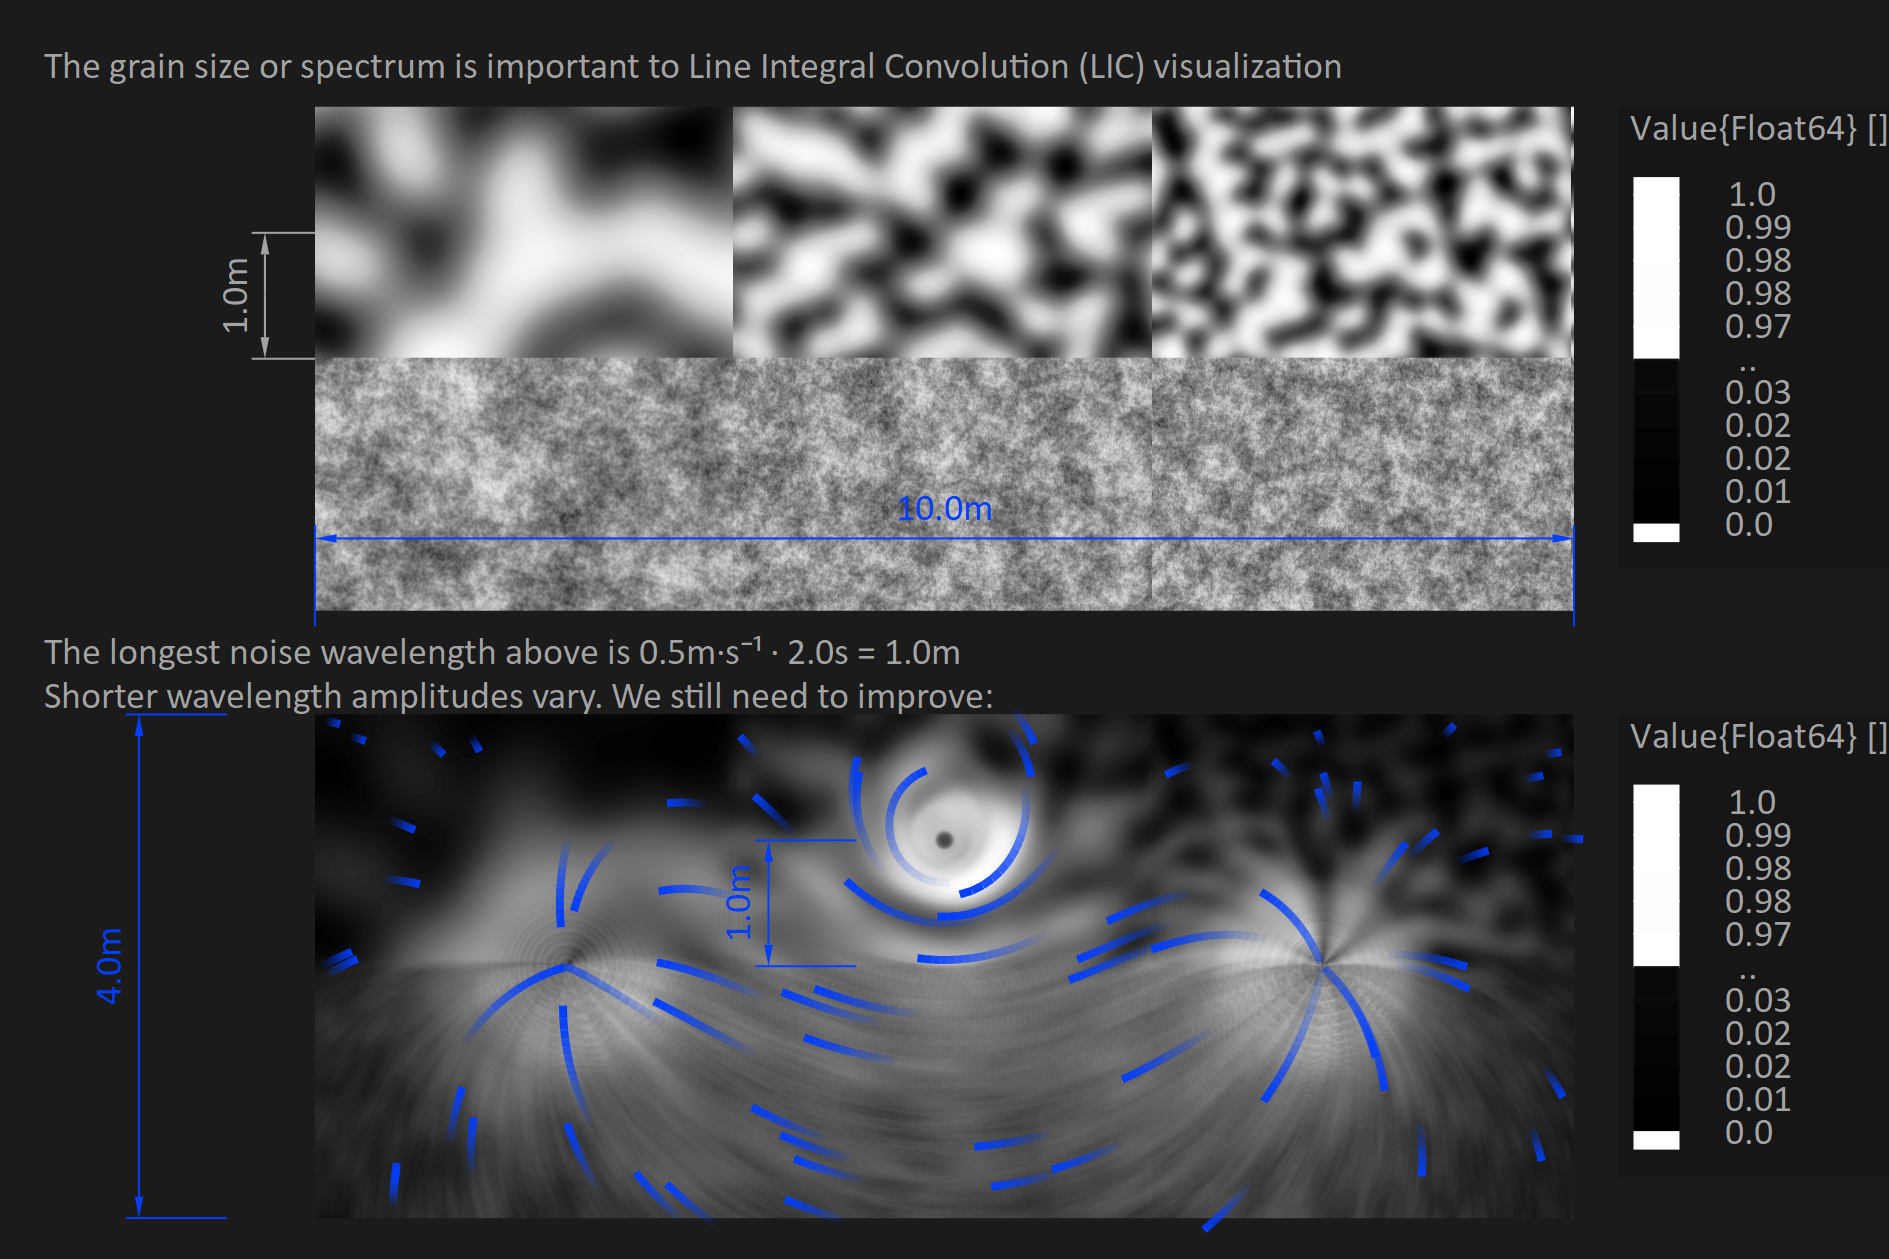 The grain size or spectrum is important to Line Integral Convolution (LIC) visualization
Value{Float64} []
1.0
0.99
0.98
0.98
0.97
..
0.03
0.02
0.02
0.01
0.0
1.0m
10.0m
The longest noise wavelength above is 0.5m∙s⁻¹ ∙ 2.0s = 1.0m
Shorter wavelength amplitudes vary. We still need to improve:
Value{Float64} []
1.0
0.99
0.98
0.98
0.97
..
0.03
0.02
0.02
0.01
0.0
1.0m
4.0m